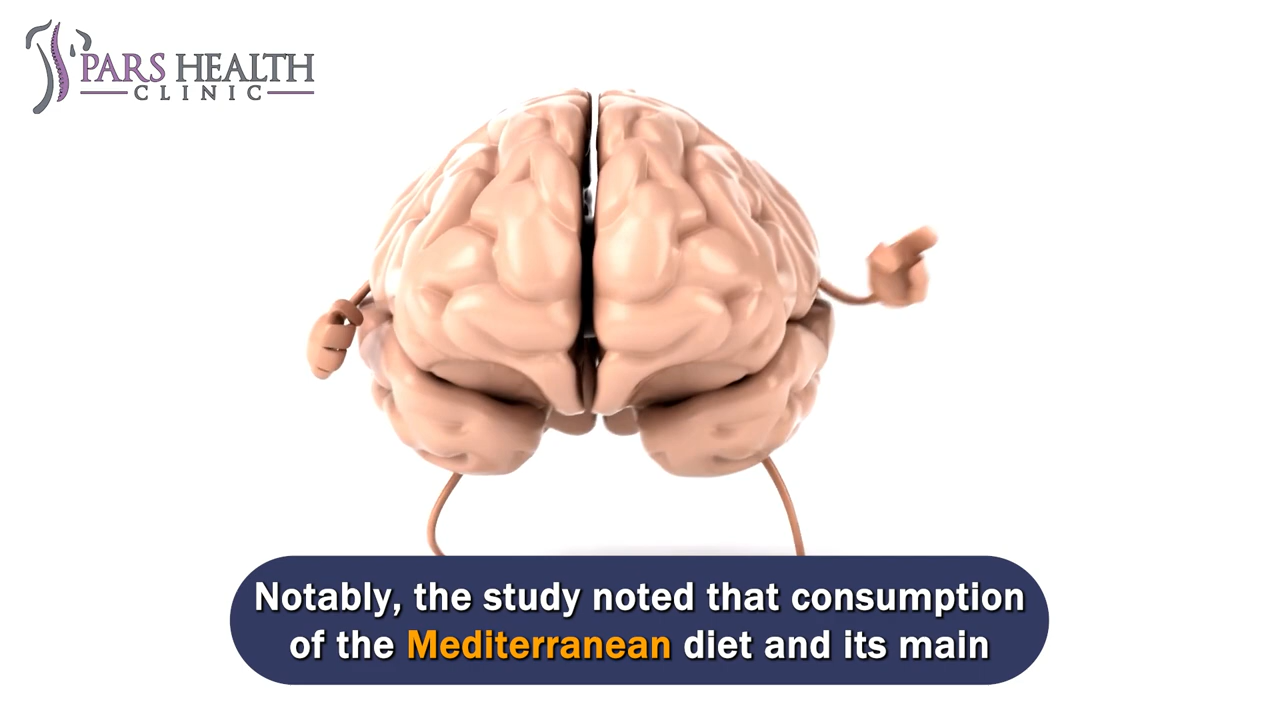 PARS HEALTH
CLINIC
Notably, the study noted that consumption
of the Mediterranean diet and its main